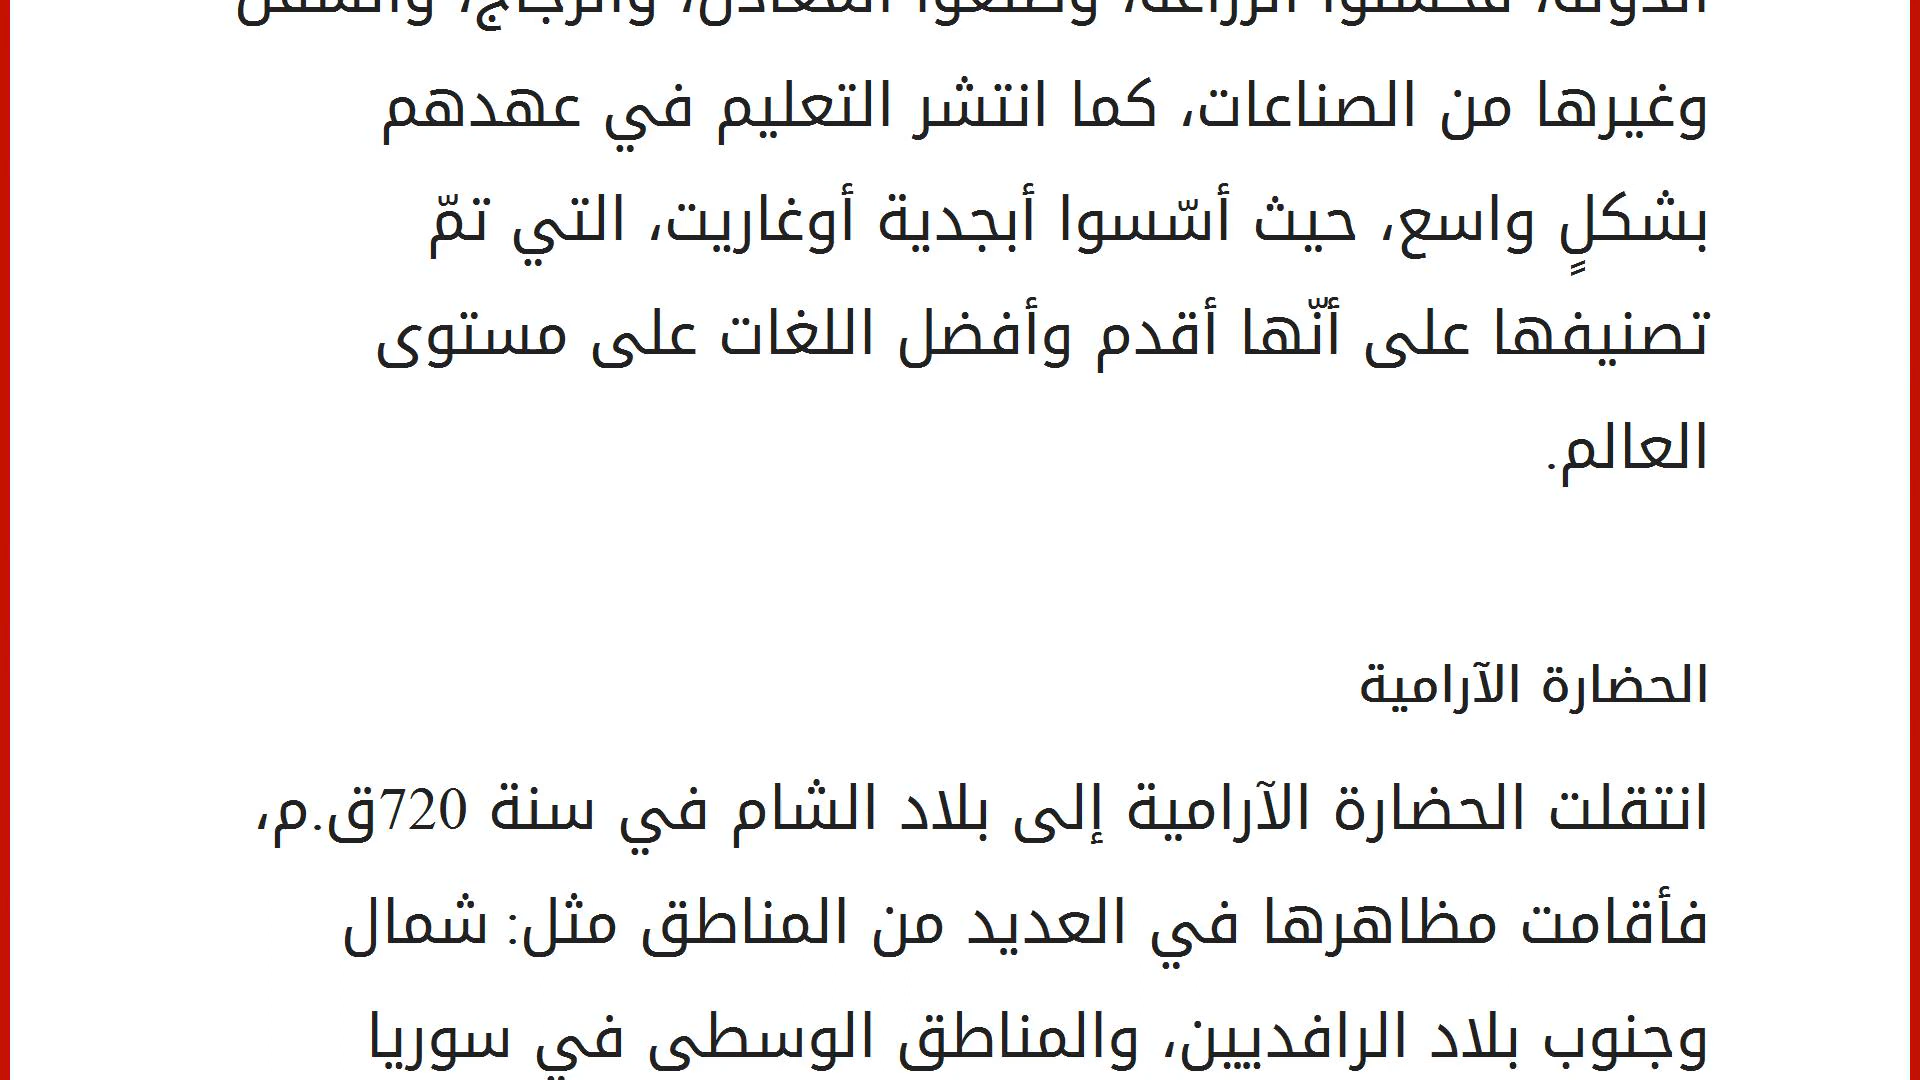 وغيرها من الصناعات، كما انتشر التعليم في عهدهم
بشكلٍ واسع، حيث أسّسوا أبجدية أوغاريت، التي تمّ
تصنيفها على أنّها أقدم وأفضل اللغات على مستوى
العالم.
الحضارة الآرامية
انتقلت الحضارة الآرامية إلى بلاد الشام في سنة 720ق.م،
فأقامت مظاهرها في العديد من المناطق مثل: شمال
وجنوب بلاد الرافديين، والمناطق الوسطى في سوريا